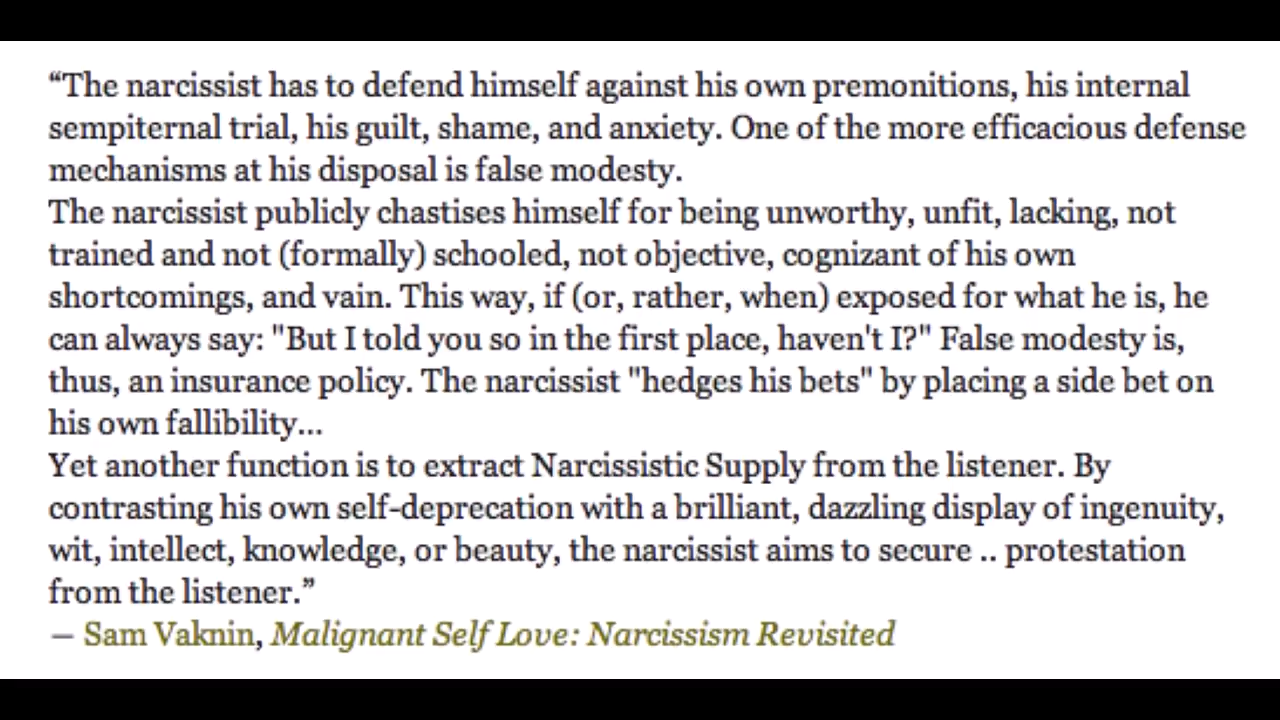 “The narcissist has to defend himself against his own premonitions, his internal
sempiternal trial, his guilt, shame, and anxiety. One of the more efficacious defense
mechanisms at his disposal is false modesty.
The narcissist publicly chastises himself for being unworthy, unfit, lacking, not
trained and not (formally) schooled, not objective, cognizant of his own
shortcomings, and vain. This way, if (or, rather, when) exposed for what he is, he
can always say: "But I told you so in the first place, haven't I?" False modesty is,
thus, an insurance policy. The narcissist "hedges his bets" by placing a side bet on
his own fallibility...
Yet another function is to extract Narcissistic Supply from the listener. By
contrasting his own self-deprecation with a brilliant, dazzling display of ingenuity,
wit, intellect, knowledge, or beauty, the narcissist aims to secure .. protestation
from the listener.”
— Sam Vaknin, Malignant Self Love: Narcissism Revisited